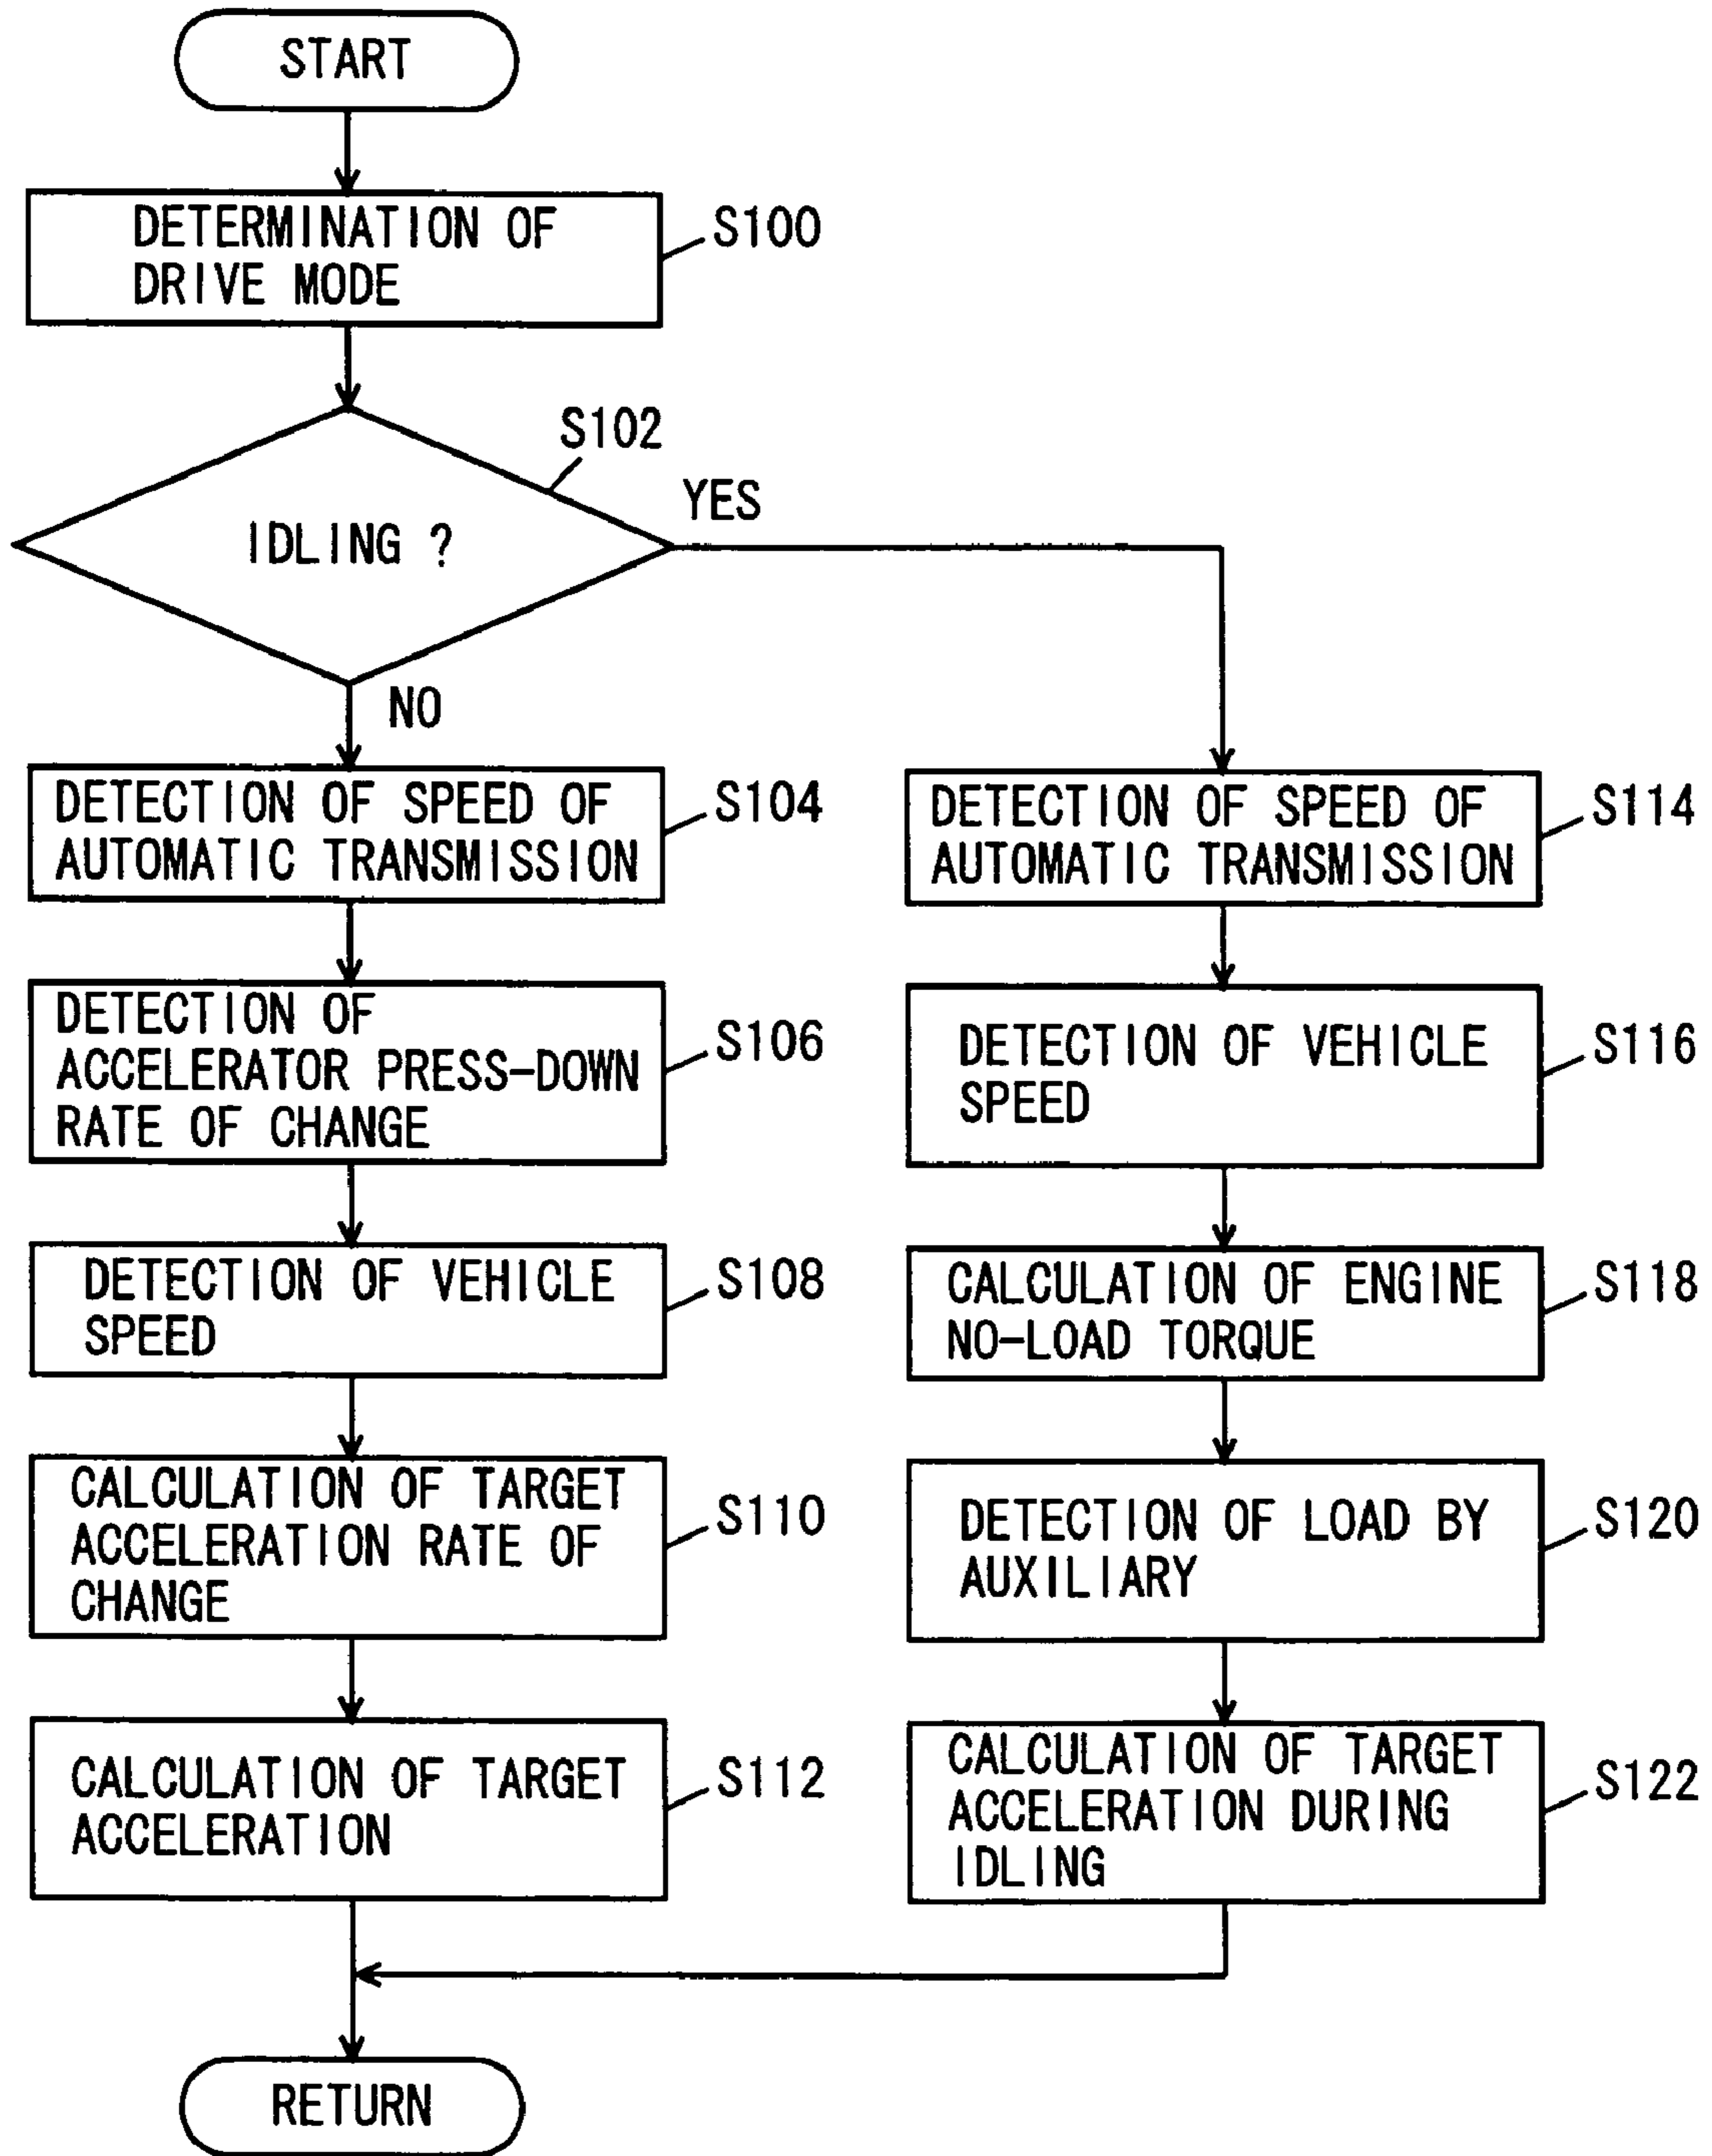 START
DETERMINATION OF
DRIVE MODE
S100
S102
IDLING ?
YES
NO
DETECTION OF SPEED OF
AUTOMATIC TRANSMISSION
S104
DETECTION OF
ACCELERATOR PRESS-DOWN
RATE OF CHANGE
S106
DETECTION OF VEHICLE
SPEED
S108
CALCULATION OF TARGET
ACCELERATION RATE OF
CHANGE
S110
CALCULATION OF TARGET
ACCELERATION
S112
DETECTION OF SPEED OF
AUTOMATIC TRANSMISSION
S114
DETECTION OF VEHICLE
SPEED
S116
CALCULATION OF ENGINE
NO-LOAD TORQUE
S118
DETECTION OF LOAD BY
AUXILIARY
S120
CALCULATION OF TARGET
ACCELERATION DURING
IDLING
S122
RETURN